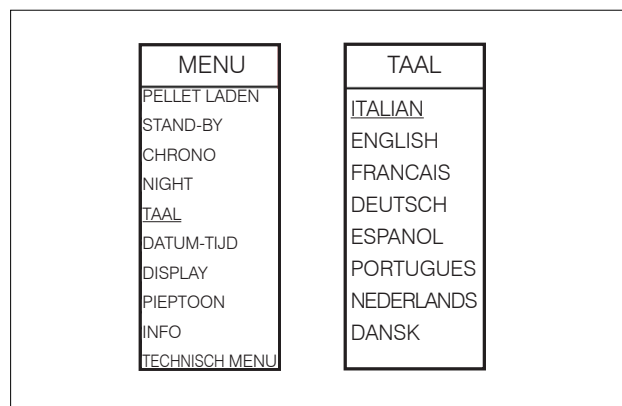 MENU
PELLET LADEN
STAND-BY
CHRONO
NIGHT
TAAL
DATUM-TIJD
DISPLAY
PIEPTOON
INFO
TECHNISCH MENU
TAAL
ITALIAN
ENGLISH
FRANCAIS
DEUTSCH
ESPANOL
PORTUGUES
NEDERLANDS
DANSK